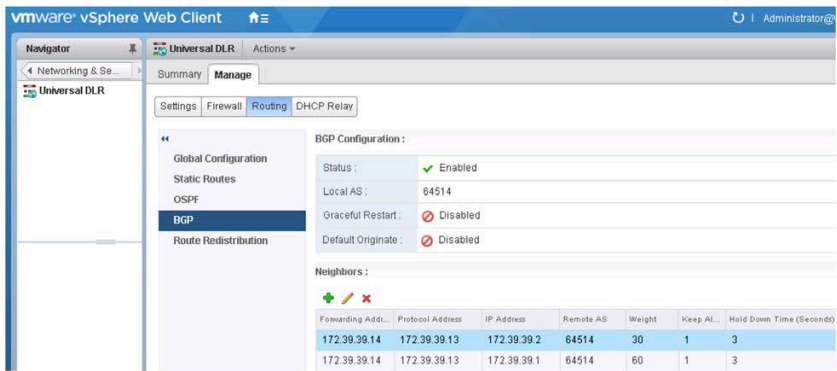 vmware® vSphere Web Client
Administrator@
Navigator
Universal DLR
Actions
Networking & Se...
Summary
Manage
Universal DLR
Settings
Firewall
Routing
DHCP Relay
Global Configuration
Static Routes
OSPF
BGP
Route Redistribution
BGP Configuration :
Status : Enabled
Local AS : 64514
Graceful Restart : Disabled
Default Originate : Disabled
Neighbors :
Forwarding Addr... Protocol Address IP Address Remote AS Weight Keep Al... Hold Down Time (Seconds)
172.39.39.14 172.39.39.13 172.39.39.2 64514 30 1 3
172.39.39.14 172.39.39.13 172.39.39.1 64514 60 1 3